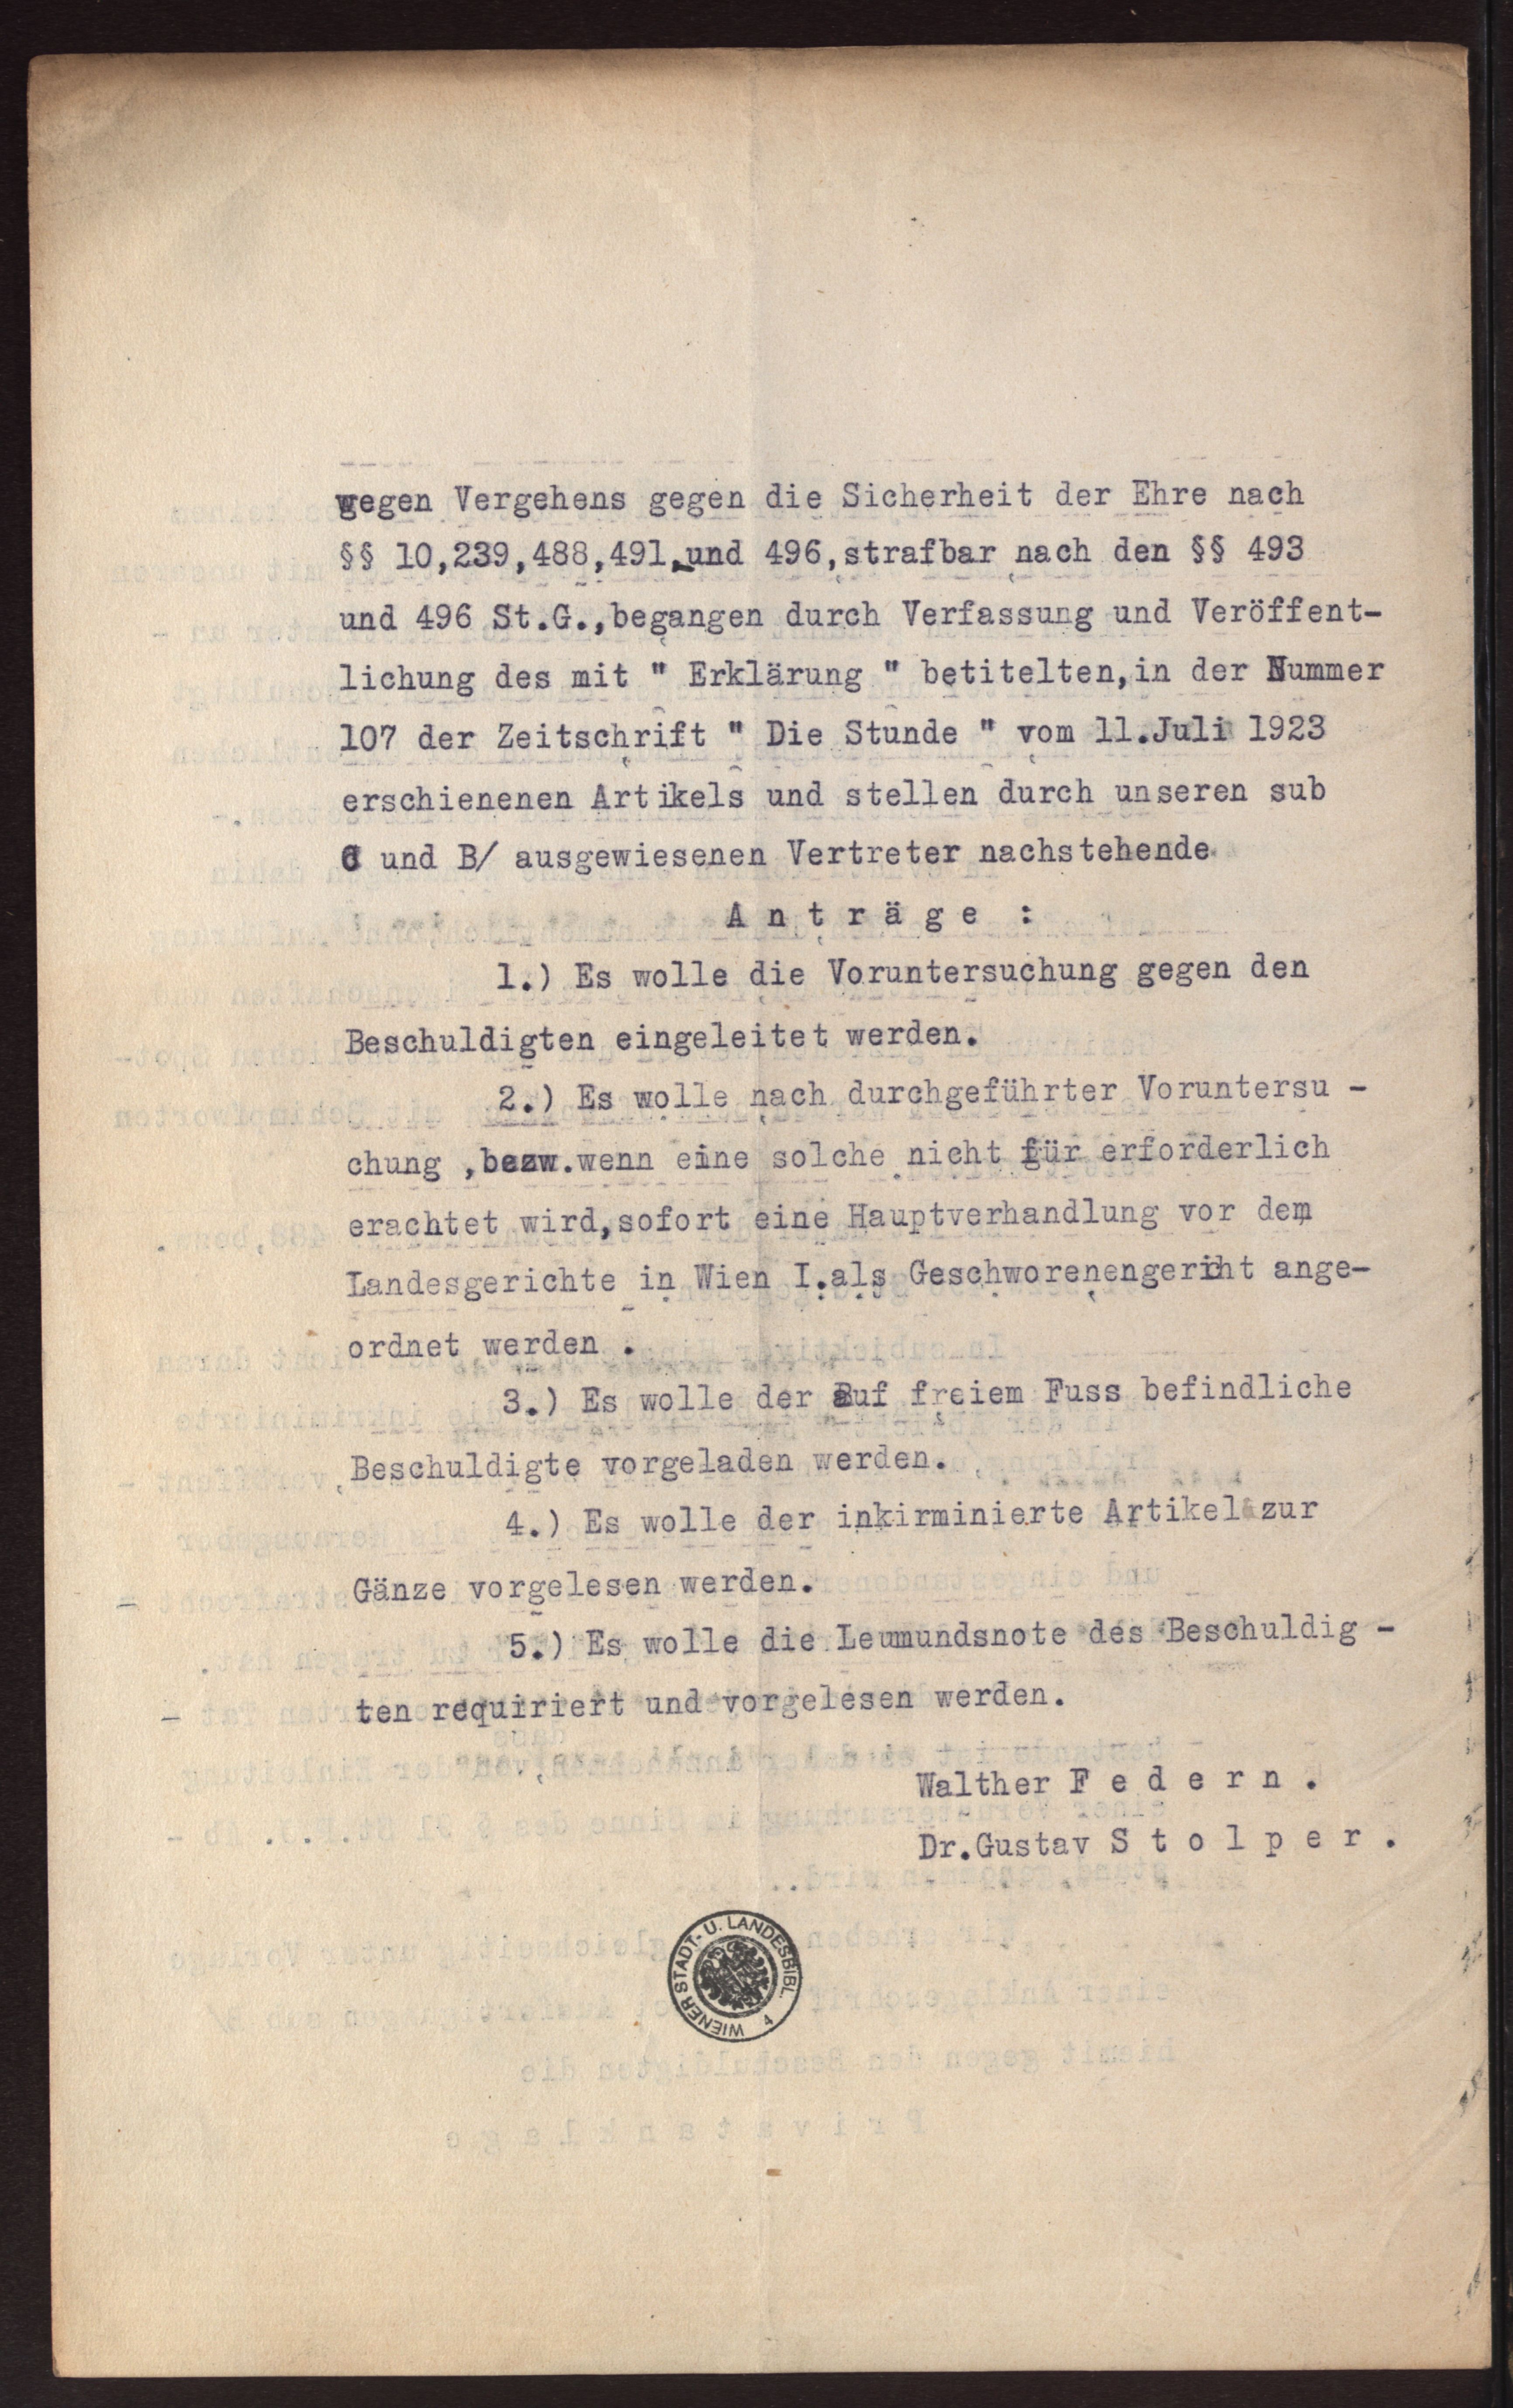 wegen Vergehens gegen die Sicherheit der Ehre nach
§§ 10,239,488,491,und 496,strafbar nach den §§ 493
und 496 St.G.,begangen durch Verfassung und Veröffent-
lichung des mit " Erklärung " betitelten,in der Nummer
107 der Zeitschrift " Die Stunde " vom 11.Juli 1923
erschienenen Artikels und stellen durch unseren sub
C und B/ ausgewiesenen Vertreter nachstehende
A n t r ä g e :
1.) Es wolle die Voruntersuchung gegen den
Beschuldigten eingeleitet werden.
2.) Es wolle nach durchgeführter Voruntersu -
chung ,bezw.wenn eine solche nicht für erforderlich
erachtet wird,sofort eine Hauptverhandlung vor dem
Landesgerichte in Wien I.als Geschworenengericht ange-
ordnet werden .
3.) Es wolle der auf freiem Fuss befindliche
Beschuldigte vorgeladen werden.
4.) Es wolle der inkirminierte Artikel zur
Gänze vorgelesen werden.
5.) Es wolle die Leumundsnote des Beschuldig -
ten requiriert und vorgelesen werden.
Walther F e d e r n .
Dr.Gustav S t o l p e r .
WIENER STADT- U. LANDESBIBL. 4